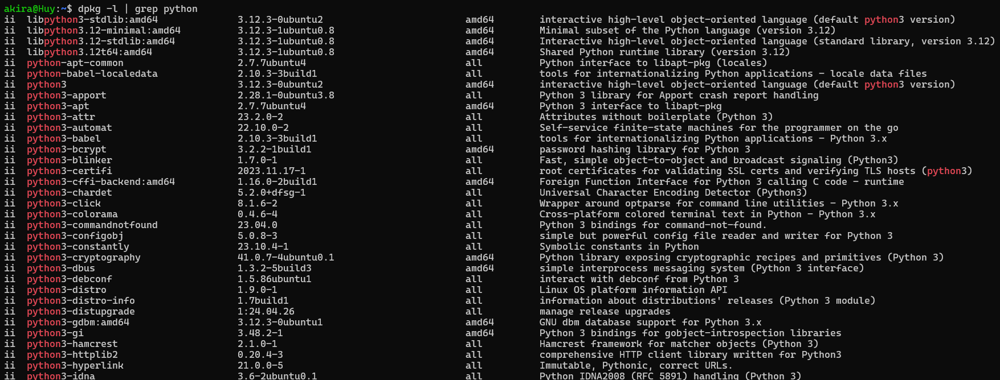 akira@Huy:~$ dpkg -l | grep python
ii  libpython3-stdlib:amd64              3.12.3-0ubuntu2                         amd64        interactive high-level object-oriented language (default python3 version)
ii  libpython3.12-minimal:amd64          3.12.3-1ubuntu0.8                       amd64        Minimal subset of the Python language (version 3.12)
ii  libpython3.12-stdlib:amd64           3.12.3-1ubuntu0.8                       amd64        Interactive high-level object-oriented language (standard library, version 3.12)
ii  libpython3.12t64:amd64               3.12.3-1ubuntu0.8                       amd64        Shared Python runtime library (version 3.12)
ii  python-apt-common                    2.7.7ubuntu4                            all          Python interface to libapt-pkg (locales)
ii  python-babel-localedata              2.10.3-3build1                          all          tools for internationalizing Python applications - locale data files
ii  python3                              3.12.3-0ubuntu2                         amd64        interactive high-level object-oriented language (default python3 version)
ii  python3-apport                       2.28.1-0ubuntu3.8                       all          Python 3 library for Apport crash report handling
ii  python3-apt                          2.7.7ubuntu4                            amd64        Python 3 interface to libapt-pkg
ii  python3-attr                         23.2.0-2                                all          Attributes without boilerplate (Python 3)
ii  python3-automat                      22.10.0-2                               all          Self-service finite-state machines for the programmer on the go
ii  python3-babel                        2.10.3-3build1                          all          tools for internationalizing Python applications - Python 3.x
ii  python3-bcrypt                       3.2.2-1build1                           amd64        password hashing library for Python 3
ii  python3-blinker                      1.7.0-1                                 all          Fast, simple object-to-object and broadcast signaling (Python3)
ii  python3-certifi                      2023.11.17-1                            all          root certificates for validating SSL certs and verifying TLS hosts (python3)
ii  python3-cffi-backend:amd64           1.16.0-2build1                          amd64        Foreign Function Interface for Python 3 calling C code - runtime
ii  python3-chardet                      5.2.0+dfsg-1                            all          Universal Character Encoding Detector (Python3)
ii  python3-click                        8.1.6-2                                 all          Wrapper around optparse for command line utilities - Python 3.x
ii  python3-colorama                     0.4.6-4                                 all          Cross-platform colored terminal text in Python - Python 3.x
ii  python3-commandnotfound              23.04.0                                 all          Python 3 bindings for command-not-found.
ii  python3-configobj                    5.0.8-3                                 all          simple but powerful config file reader and writer for Python 3
ii  python3-constantly                   23.10.4-1                               all          Symbolic constants in Python
ii  python3-cryptography                 41.0.7-4ubuntu0.1                       amd64        Python library exposing cryptographic recipes and primitives (Python 3)
ii  python3-dbus                         1.3.2-5build3                           amd64        simple interprocess messaging system (Python 3 interface)
ii  python3-debconf                      1.5.86ubuntu1                           all          interact with debconf from Python 3
ii  python3-distro                       1.9.0-1                                 all          Linux OS platform information API
ii  python3-distro-info                  1.7build1                               all          information about distributions' releases (Python 3 module)
ii  python3-distupgrade                  1:24.04.26                              all          manage release upgrades
ii  python3-gdbm:amd64                   3.12.3-0ubuntu1                         amd64        GNU dbm database support for Python 3.x
ii  python3-gi                           3.48.2-1                                amd64        Python 3 bindings for gobject-introspection libraries
ii  python3-hamcrest                     2.1.0-1                                 all          Hamcrest framework for matcher objects (Python 3)
ii  python3-httplib2                     0.20.4-3                                all          comprehensive HTTP client library written for Python3
ii  python3-hyperlink                    21.0.0-5                                all          Immutable, Pythonic, correct URLs.
ii  python3-idna                         3.6-2ubuntu0.1                          all          Python IDNA2008 (RFC 5891) handling (Python 3)